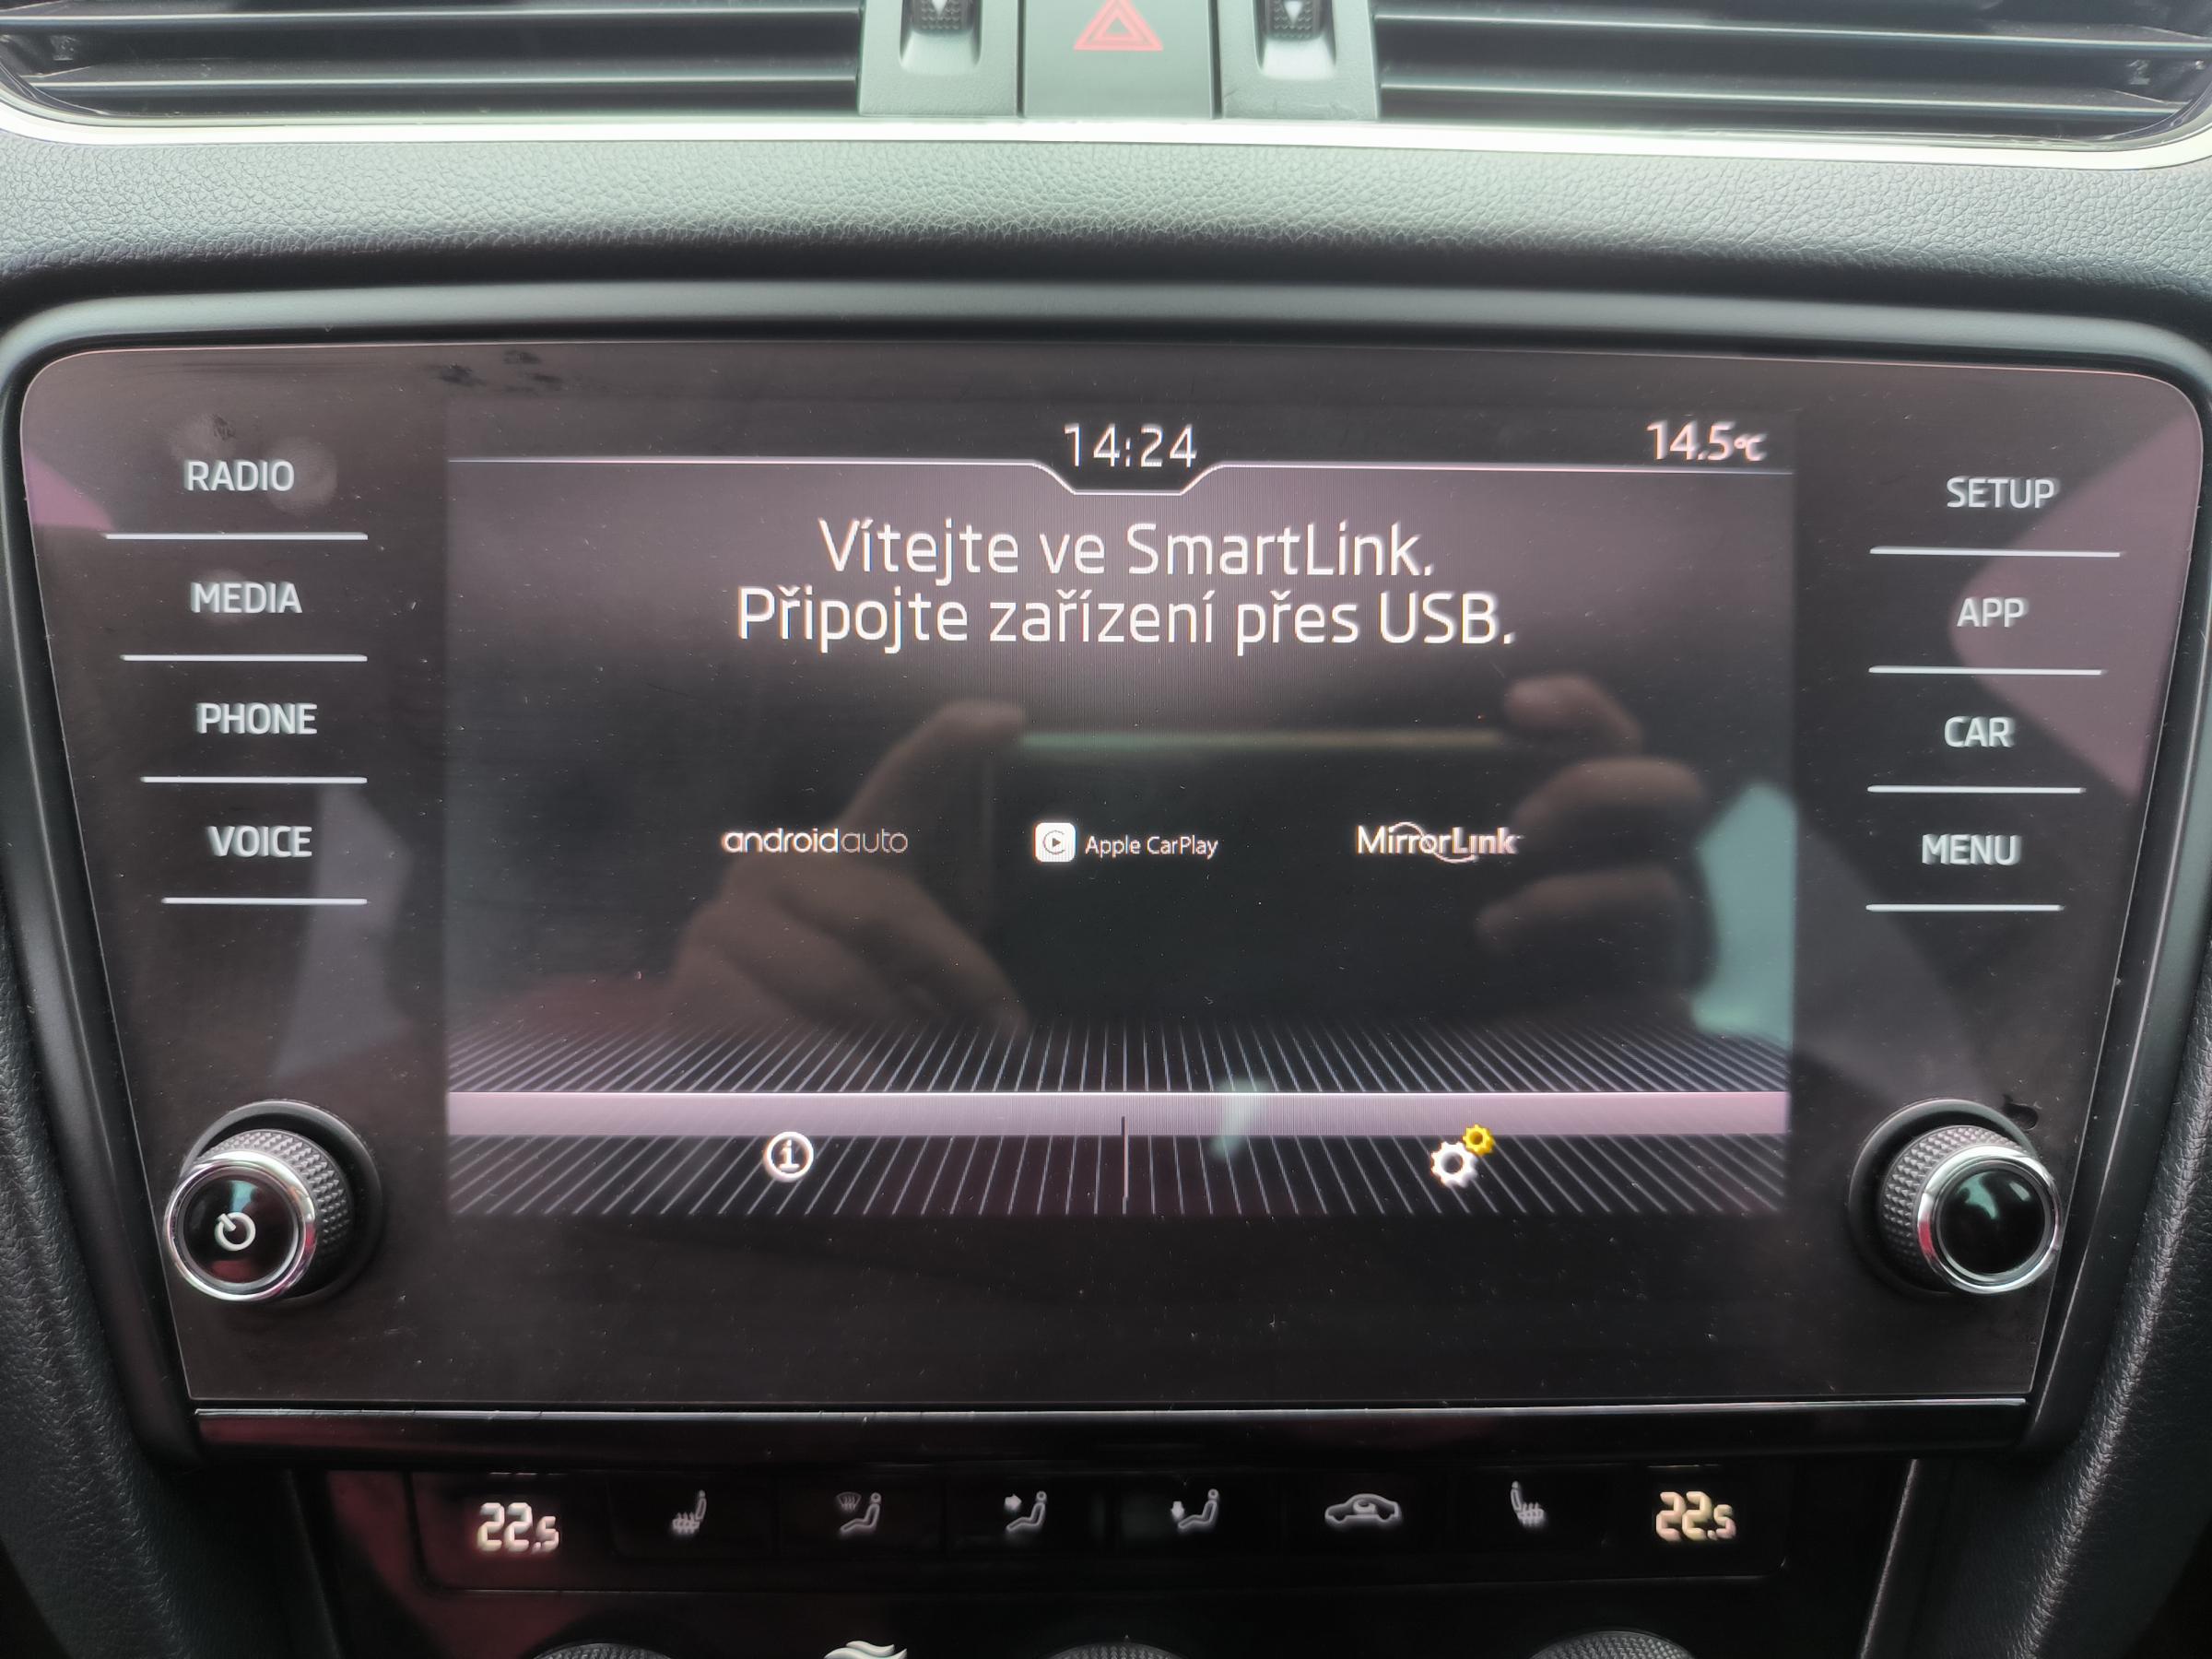 14:24
14.5°C
RADIO
MEDIA
PHONE
VOICE
Vítejte ve SmartLink.
Připojte zařízení přes USB.
androidauto
Apple CarPlay
MirrorLink
SETUP
APP
CAR
MENU
22.5
22.5